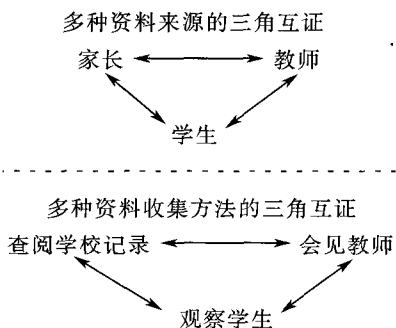 多种资料来源的三角互证
家长 教师
学生
多种资料收集方法的三角互证
查阅学校记录 会见教师
观察学生